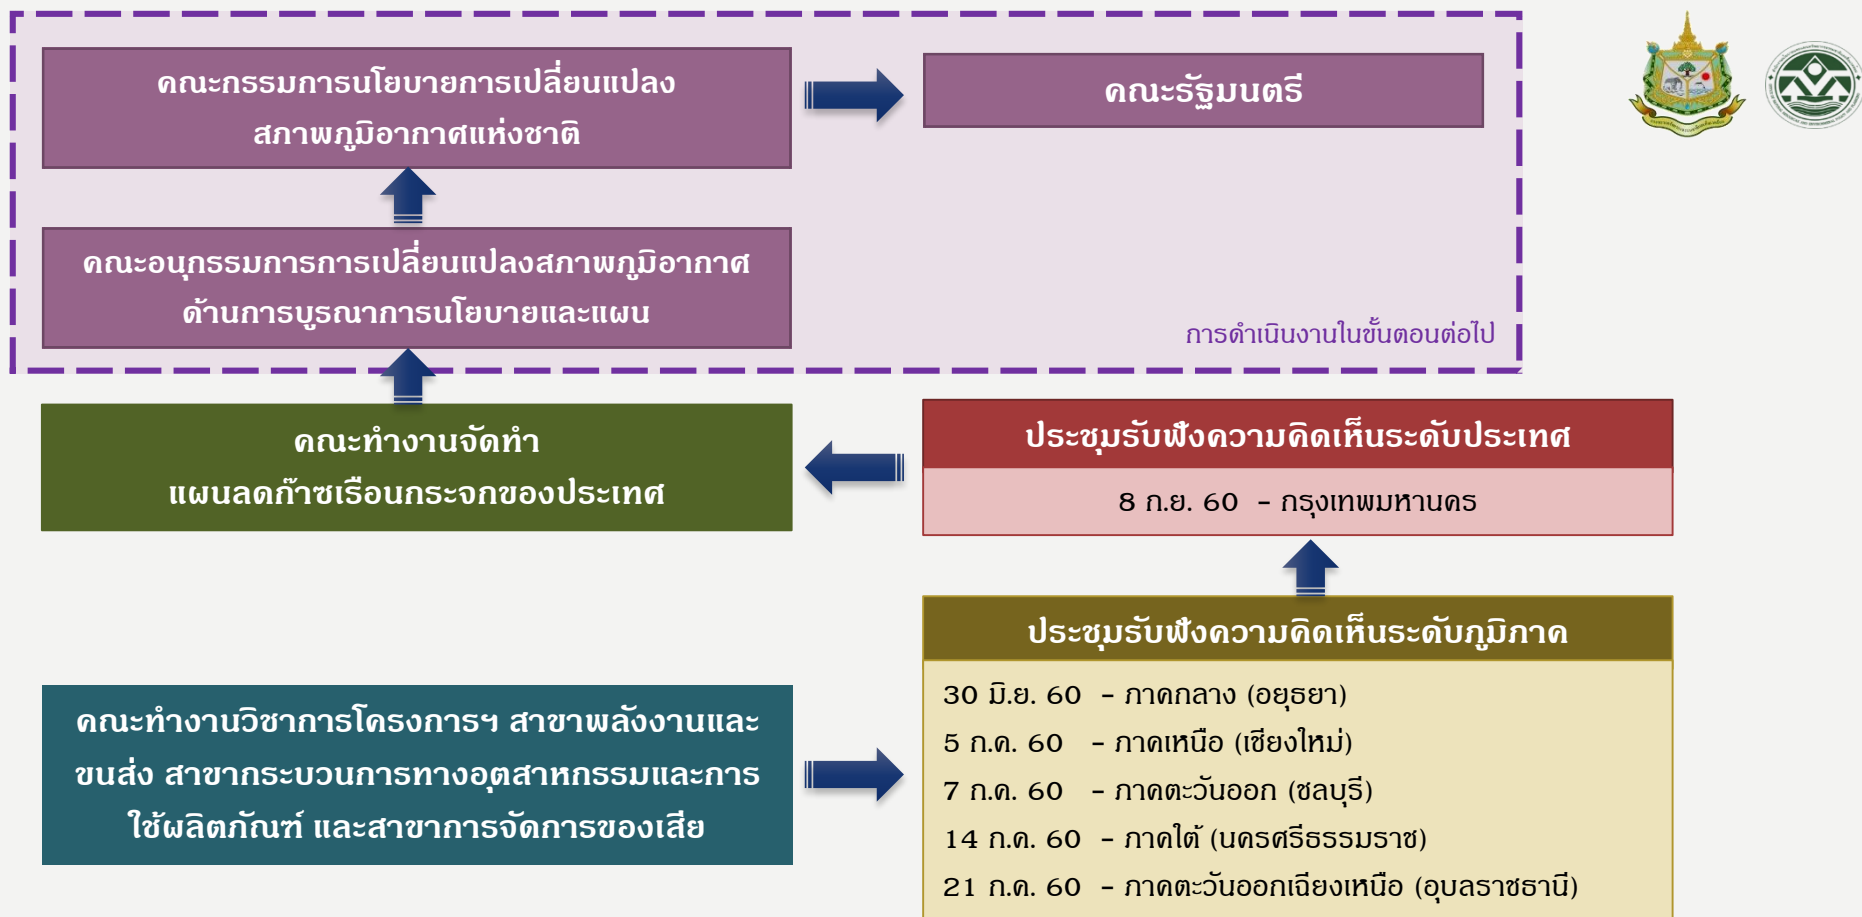 คณะกรรมการนโยบายการเปลี่ยนแปลง
สภาพภูมิอากาศแห่งชาติ
คณะรัฐมนตรี
คณะอนุกรรมการการเปลี่ยนแปลงสภาพภูมิอากาศ
ด้านการบูรณาการนโยบายและแผน
การดำเนินงานในขั้นตอนต่อไป
คณะทำงานจัดทำ
แผนลดก๊าซเรือนกระจกของประเทศ
ประชุมรับฟังความคิดเห็นระดับประเทศ
8 ก.ย. 60 – กรุงเทพมหานคร
ประชุมรับฟังความคิดเห็นระดับภูมิภาค
30 มิ.ย. 60 – ภาคกลาง (อยุธยา)
5 ก.ค. 60 – ภาคเหนือ (เชียงใหม่)
7 ก.ค. 60 – ภาคตะวันออก (ชลบุรี)
14 ก.ค. 60 – ภาคใต้ (นครศรีธรรมราช)
21 ก.ค. 60 – ภาคตะวันออกเฉียงเหนือ (อุบลราชธานี)
คณะทำงานวิชาการโครงการฯ สาขาพลังงานและ
ขนส่ง สาขากระบวนการทางอุตสาหกรรมและการ
ใช้ผลิตภัณฑ์ และสาขาการจัดการของเสีย